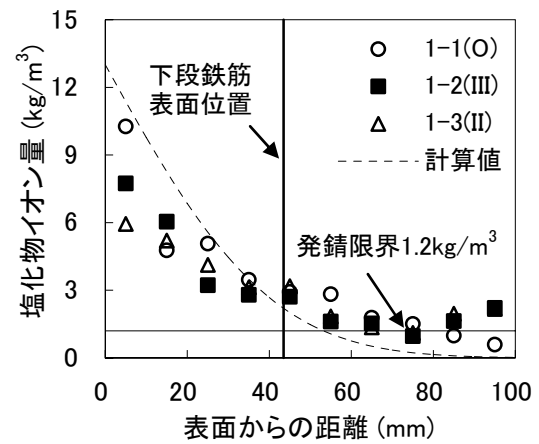 15
12
9
6
3
0
塩化物イオン量 (kg/m³)
下段鉄筋
表面位置
1-1(O)
1-2(III)
1-3(II)
計算値
発錆限界1.2kg/m³
0 20 40 60 80 100
表面からの距離 (mm)